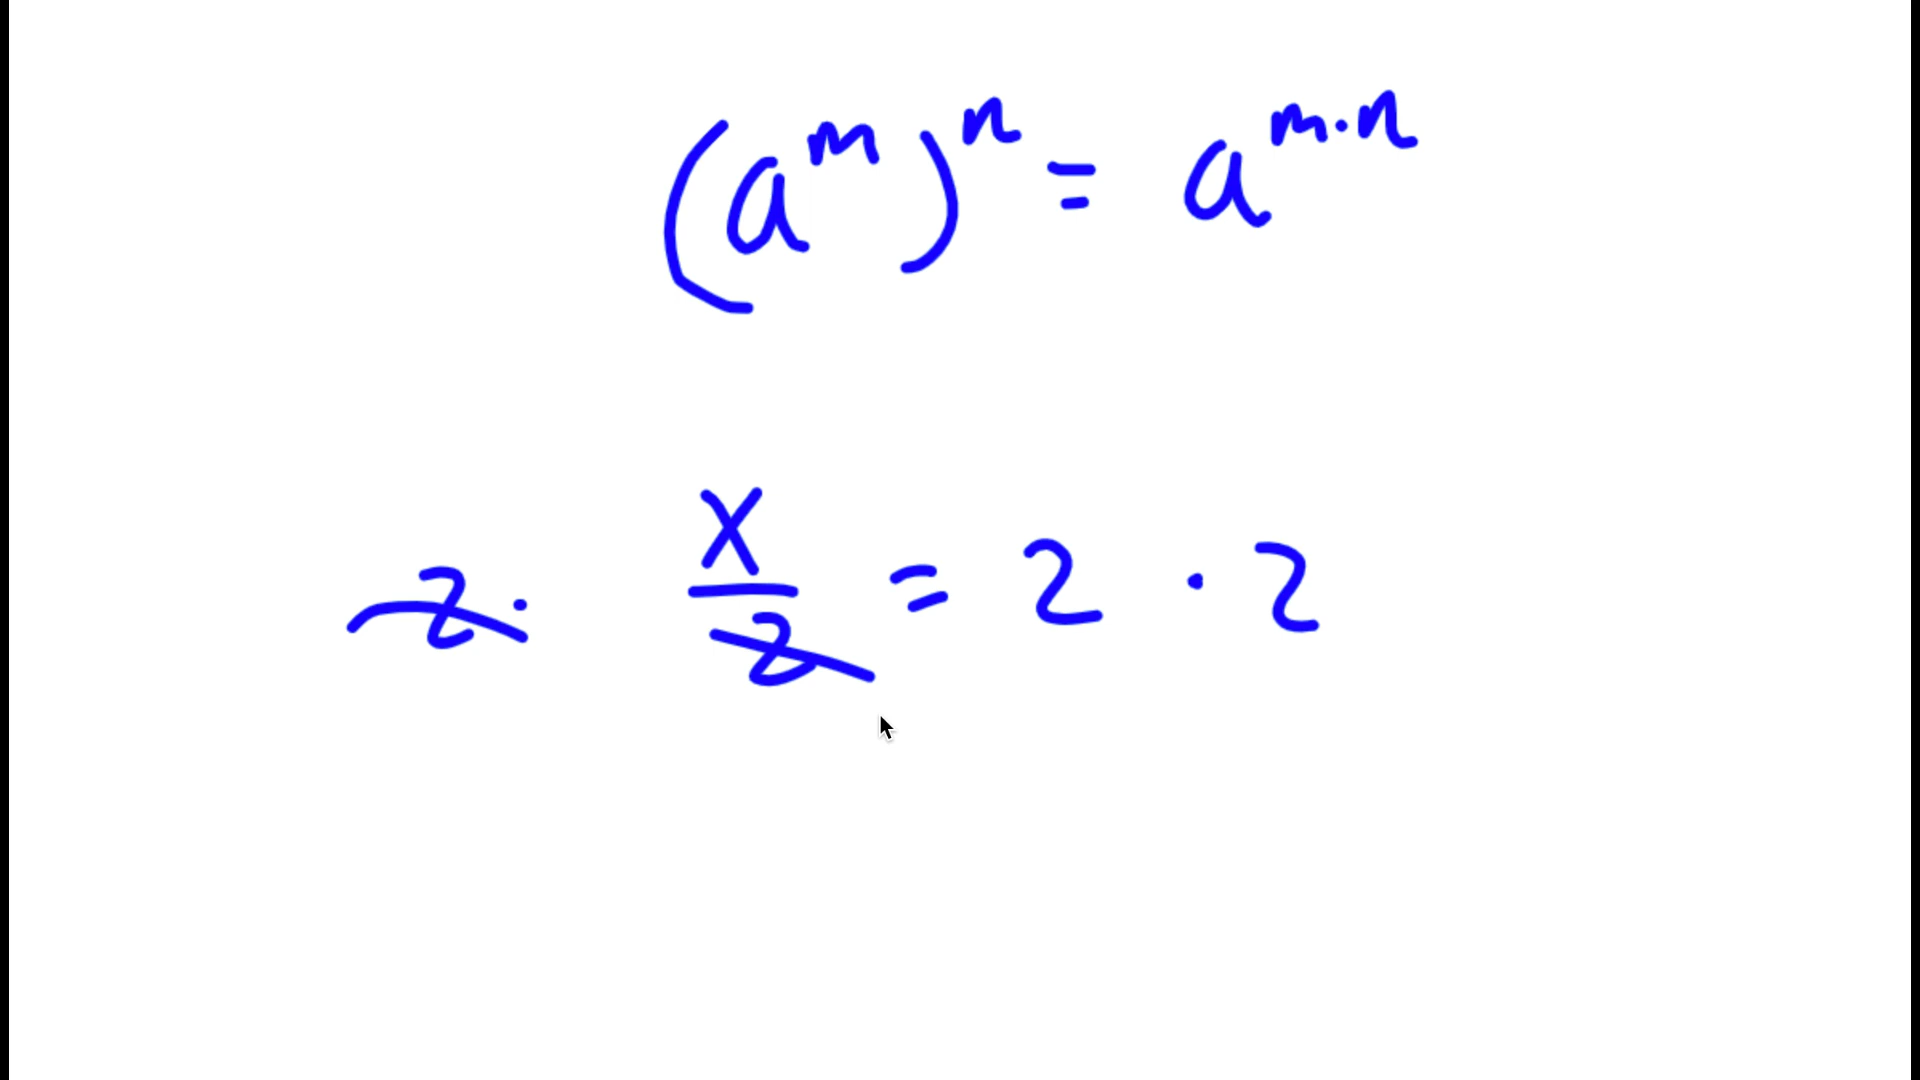 (a^m)^n = a^{m·n}
2· x/2 = 2 · 2